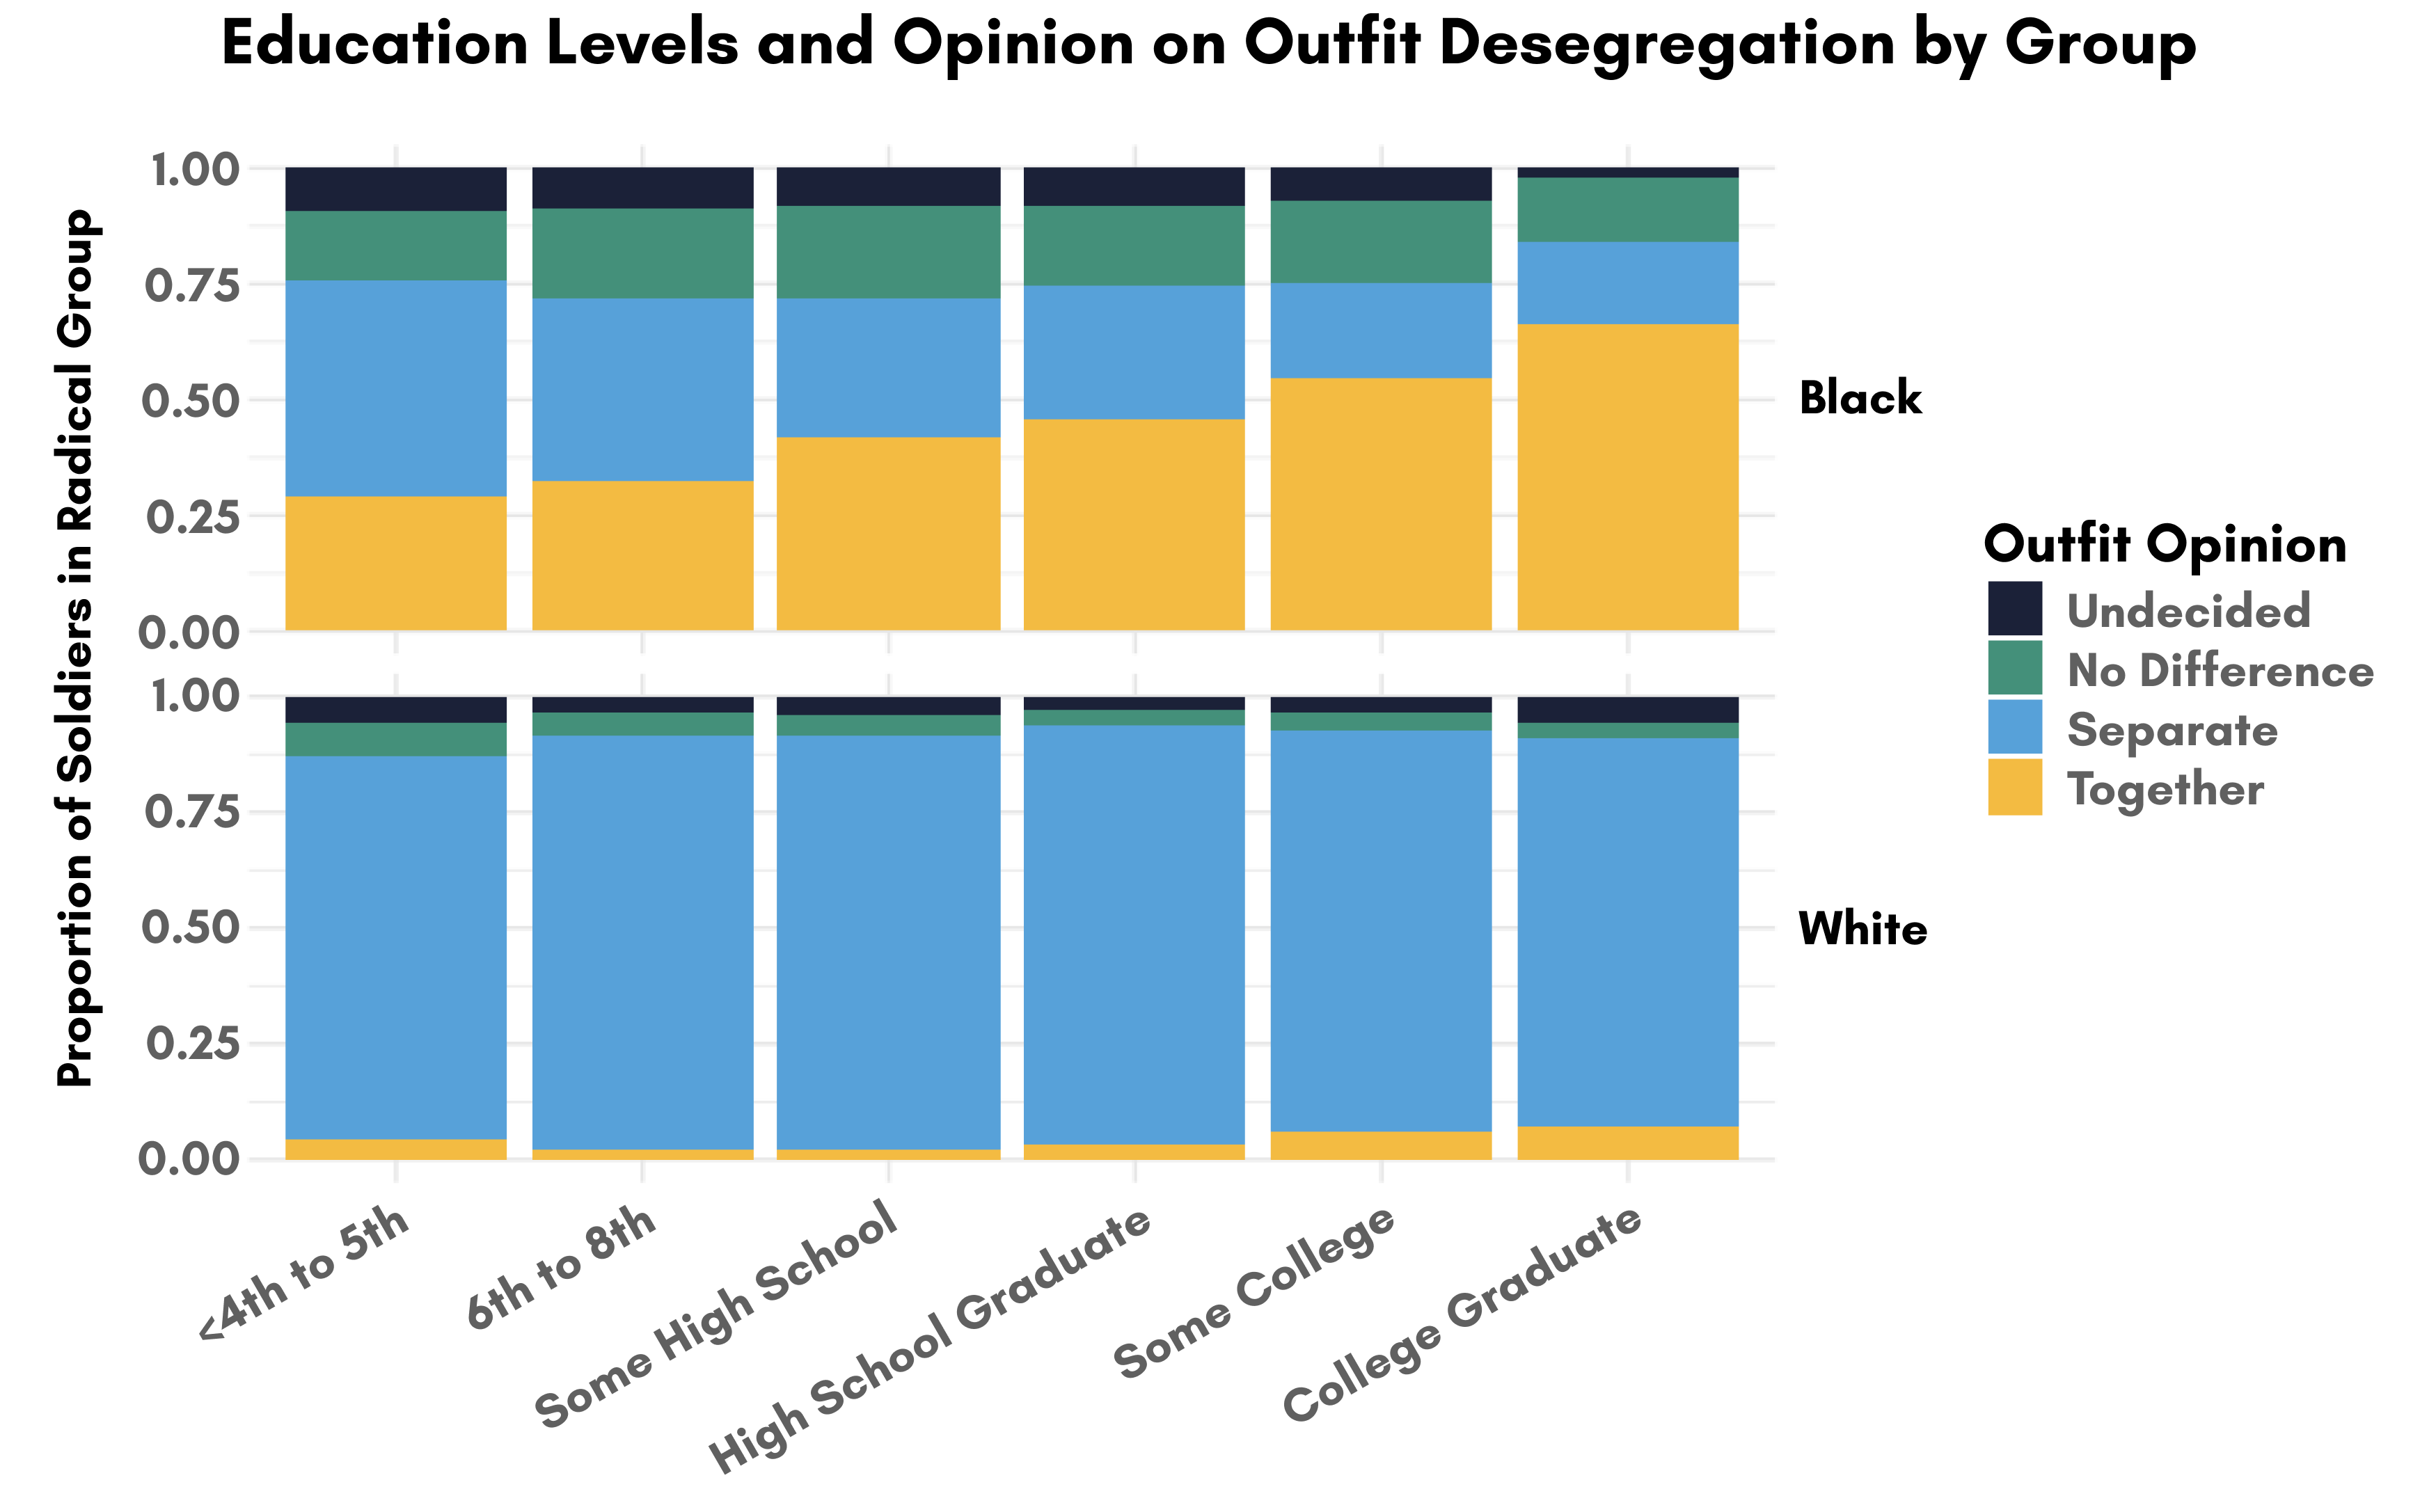 Education Levels and Opinion on Outfit Desegregation by Group
Proportion of Soldiers in Radical Group
1.00
0.75
0.50
0.25
0.00
Black
1.00
0.75
0.50
0.25
0.00
White
<4th to 5th
6th to 8th
Some High School
High School Graduate
Some College
College Graduate
Outfit Opinion
Undecided
No Difference
Separate
Together